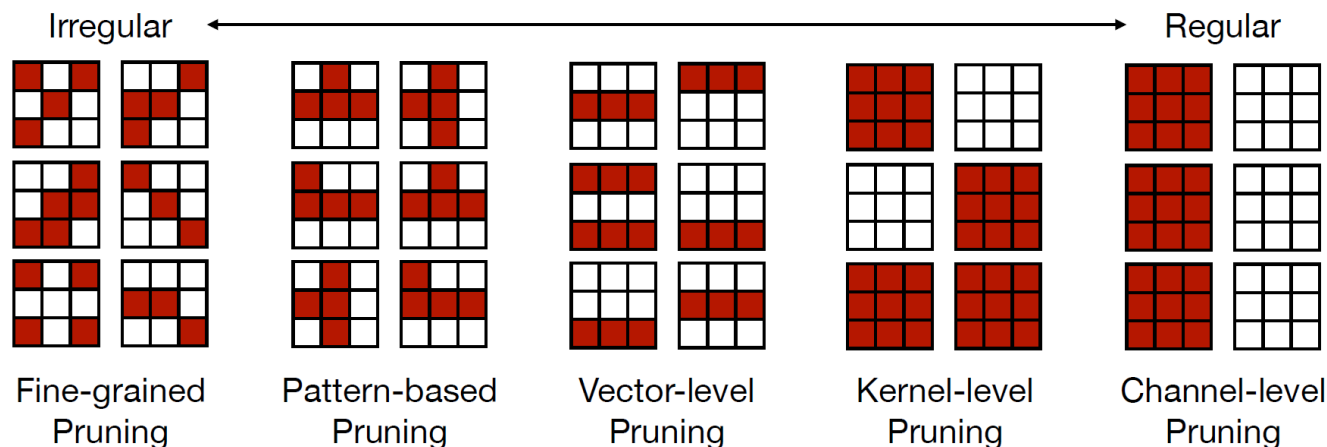 Irregular
Regular
Fine-grained
Pruning
Pattern-based
Pruning
Vector-level
Pruning
Kernel-level
Pruning
Channel-level
Pruning